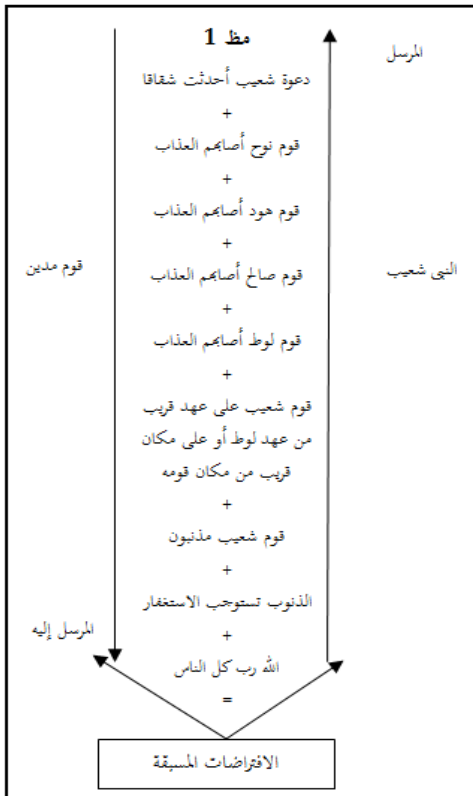 مظ 1
المرسل
دعوة شعيب أحدثت شقاقا
+
قوم نوح أصابهم العذاب
+
قوم هود أصابهم العذاب
+
قوم مدين
النبي شعيب
قوم صالح أصابهم العذاب
+
قوم لوط أصابهم العذاب
+
قوم شعيب على عهد قريب
من عهد لوط أو على مكان
قريب من مكان قومه
+
قوم شعيب مذنبون
+
الذنوب تستوجب الاستغفار
+
المرسل إليه
الله رب كل الناس
=
الافتراضات المسبقة